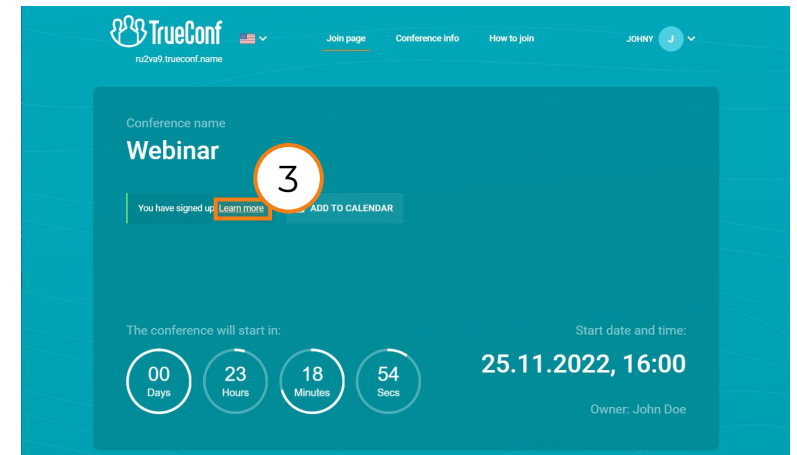 TrueConf
ru2va9.trueconf.name
Join page
Conference info
How to join
JOHNY J
Conference name
Webinar
3
You have signed up Learn more
ADD TO CALENDAR
The conference will start in:
00
Days
23
Hours
18
Minutes
54
Secs
Start date and time:
25.11.2022, 16:00
Owner: John Doe